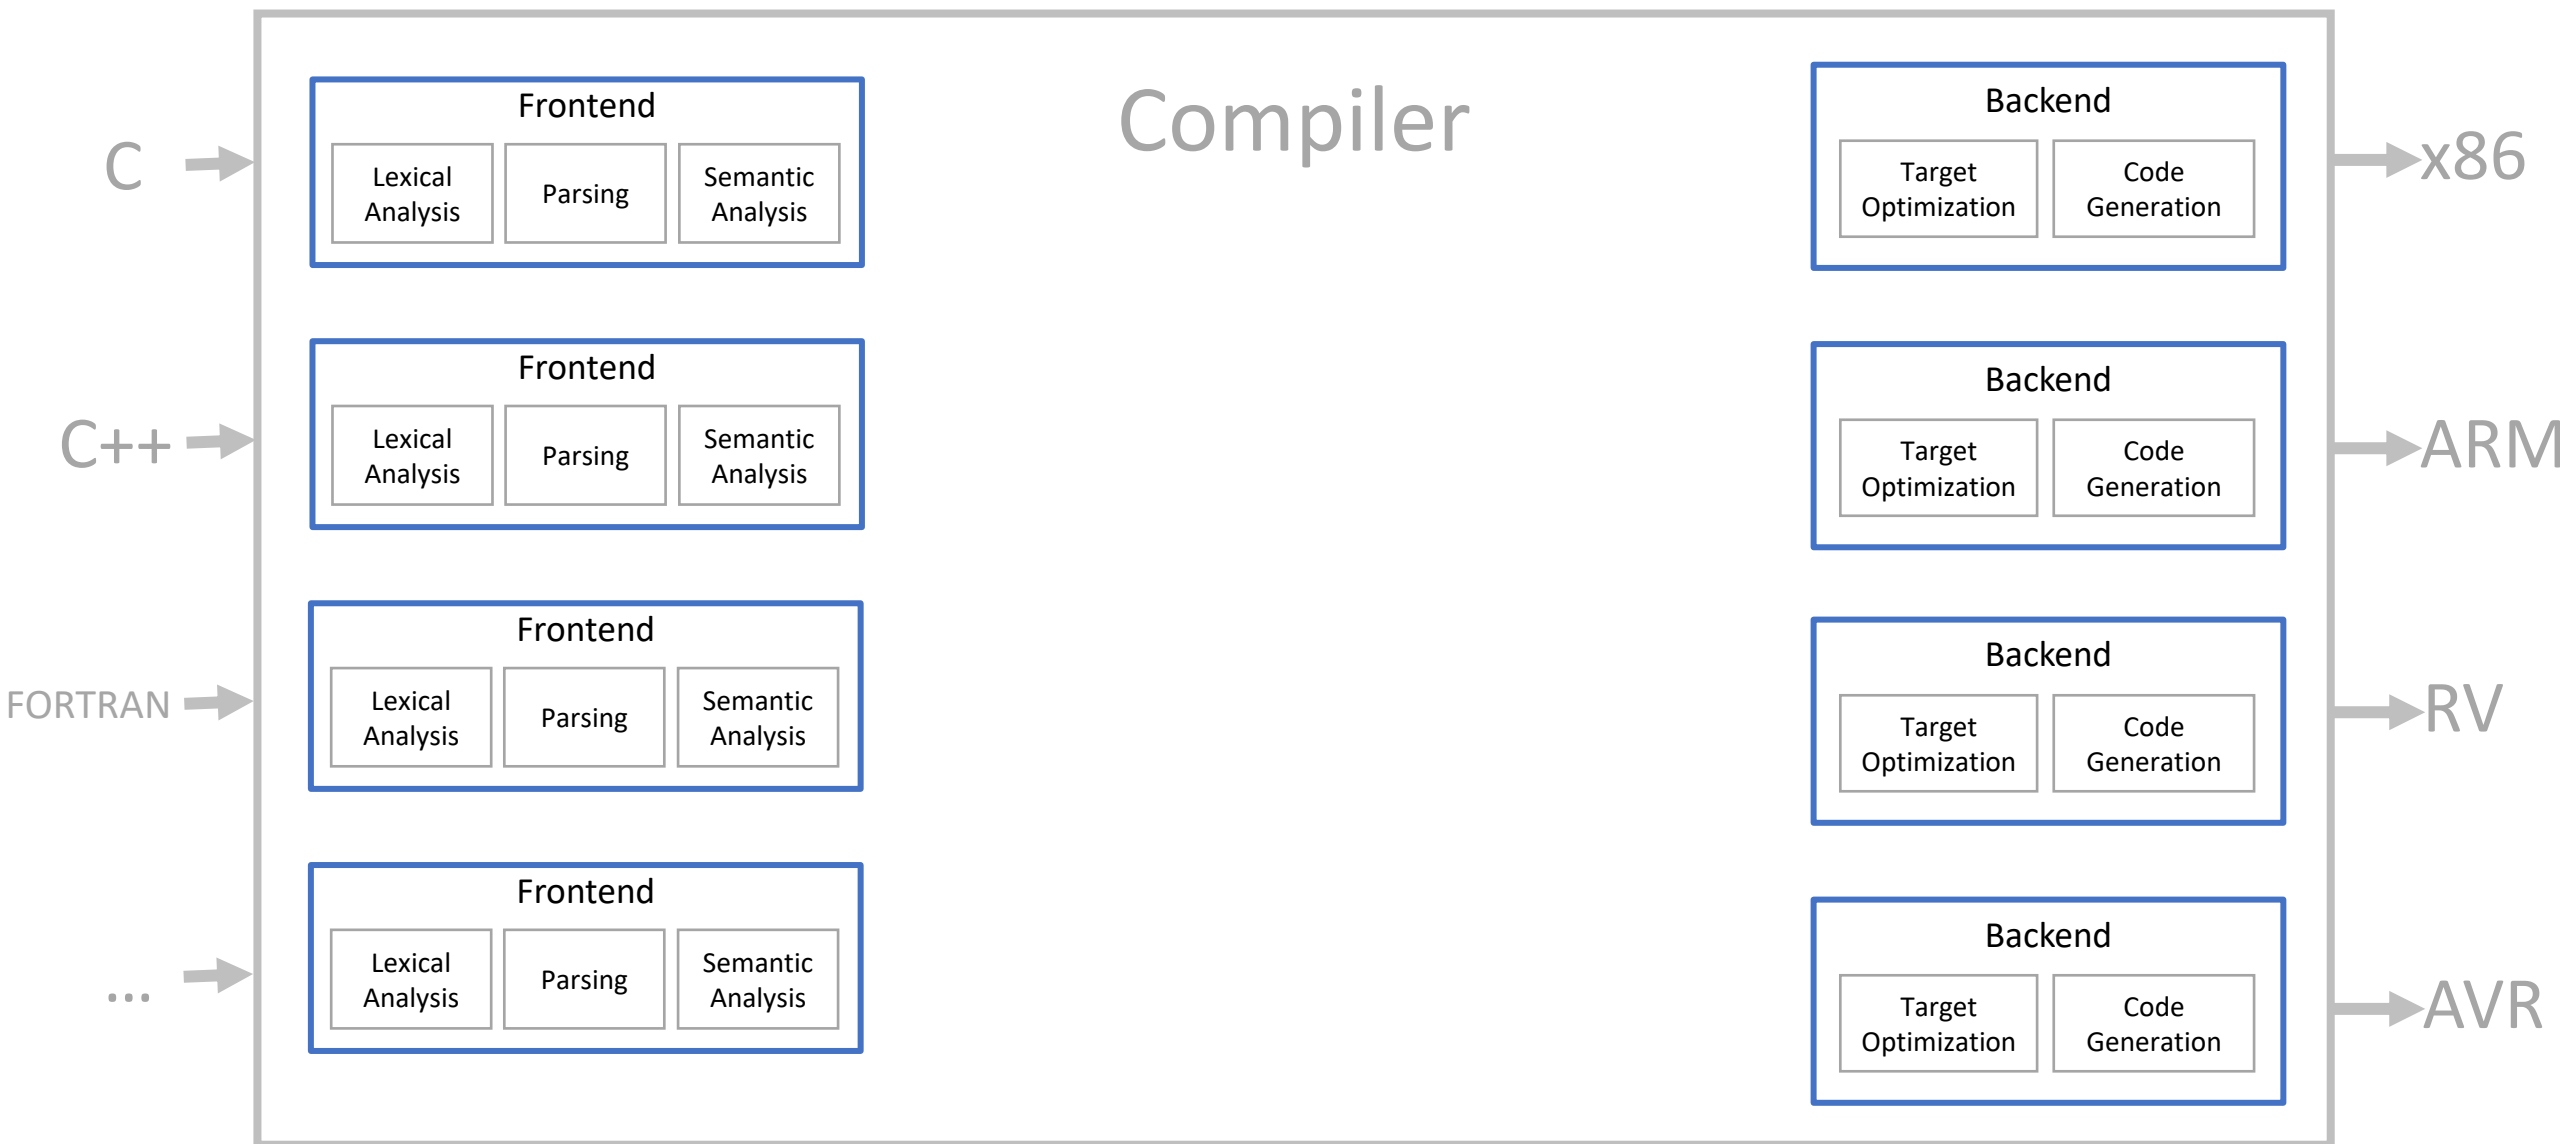 Compiler
C
Frontend
Lexical
Analysis
Parsing
Semantic
Analysis
Backend
Target
Optimization
Code
Generation
x86
C++
Frontend
Lexical
Analysis
Parsing
Semantic
Analysis
Backend
Target
Optimization
Code
Generation
ARM
FORTRAN
Frontend
Lexical
Analysis
Parsing
Semantic
Analysis
Backend
Target
Optimization
Code
Generation
RV
...
Frontend
Lexical
Analysis
Parsing
Semantic
Analysis
Backend
Target
Optimization
Code
Generation
AVR